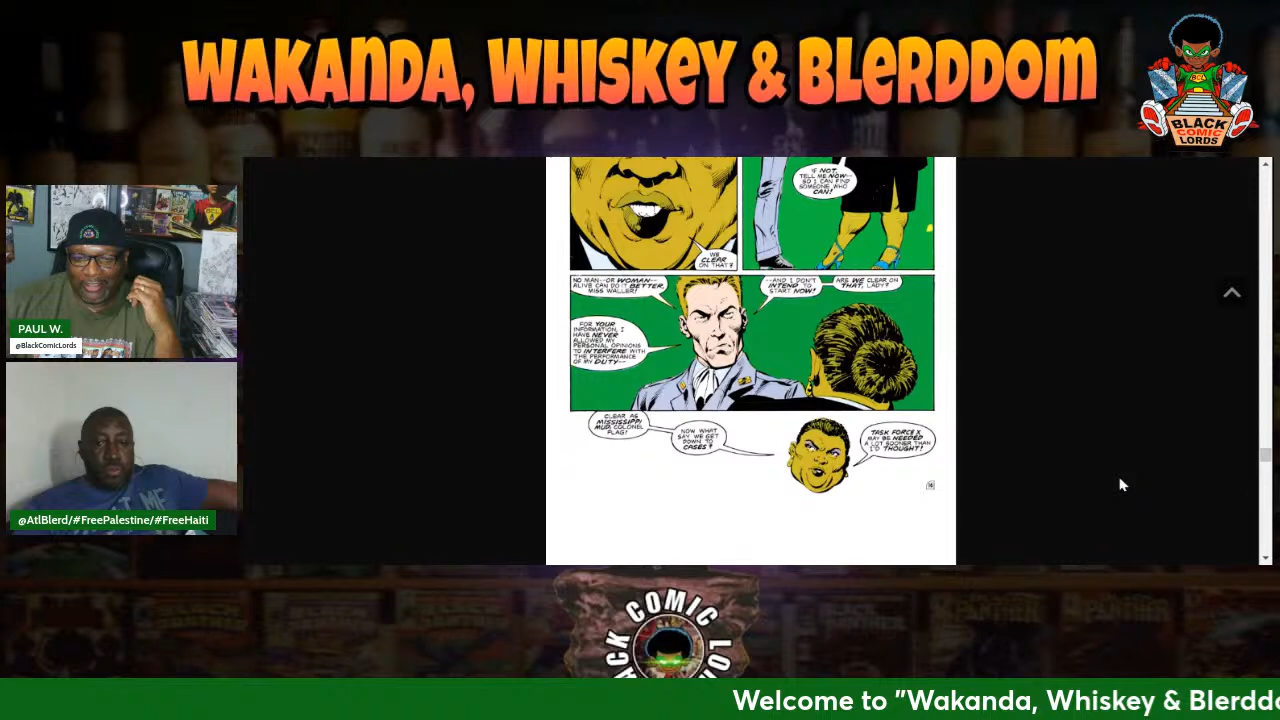 WAKANDA, WHISKEY & BLERDDOM
BCL
BLACK
COMIC
LORDS
PAUL W.
@BlackComicLords
@AtlBlerd/#FreePalestine/#FreeHaiti
IF NOT,
TELL ME NOW--
SO I CAN FIND
SOMEONE WHO
CAN!
WE
CLEAR
ON THAT?
NO MAN--OR WOMAN--
ALIVE CAN DO IT BETTER,
MISS WALLER!
--AND I DON'T
INTEND TO
START NOW!
ARE WE CLEAR ON
THAT, LADY?
FOR YOUR
INFORMATION, I
HAVE NEVER
ALLOWED MY
PERSONAL OPINIONS
TO INTERFERE WITH
THE PERFORMANCE
OF MY DUTY--
CLEAR AS
MISSISSIPPI
MUD, COLONEL
FLAG!
NOW WHAT
SAY WE GET
DOWN TO
CASES?
TASK FORCE X
MAY BE NEEDED
A LOT SOONER THAN
I'D THOUGHT!
COMIC
Welcome to "Wakanda, Whiskey & Blerddo